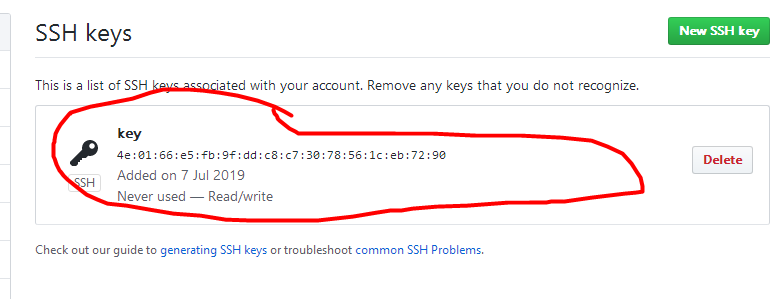 SSH keys
New SSH key
This is a list of SSH keys associated with your account. Remove any keys that you do not recognize.
key
4e:01:66:e5:fb:9f:dd:c8:c7:30:78:56:1c:eb:72:90
SSH
Added on 7 Jul 2019
Never used — Read/write
Delete
Check out our guide to generating SSH keys or troubleshoot common SSH Problems.